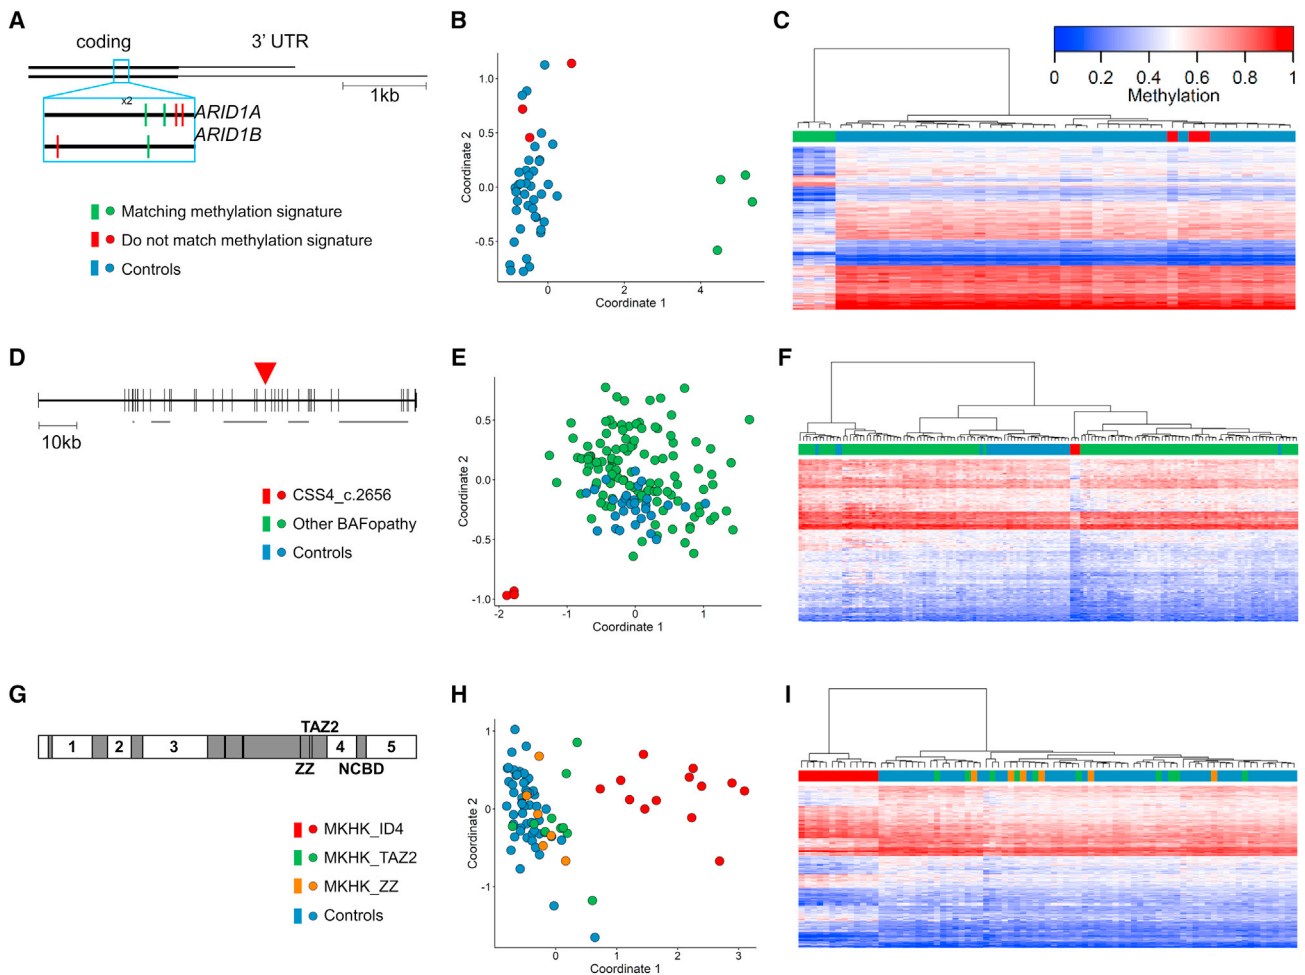 A
coding
3' UTR
1kb
x2
ARID1A
ARID1B
Matching methylation signature
Do not match methylation signature
Controls
B
1.0
0.5
0.0
-0.5
Coordinate 2
0
2
4
Coordinate 1
C
0
0.2
0.4
0.6
0.8
1
Methylation
D
10kb
CSS4_c.2656
Other BAFopathy
Controls
E
0.5
0.0
-0.5
-1.0
Coordinate 2
-2
-1
0
1
Coordinate 1
F
G
TAZ2
1
2
3
4
5
ZZ
NCBD
MKHK_ID4
MKHK_TAZ2
MKHK_ZZ
Controls
H
1
0
-1
Coordinate 2
0
1
2
3
Coordinate 1
I